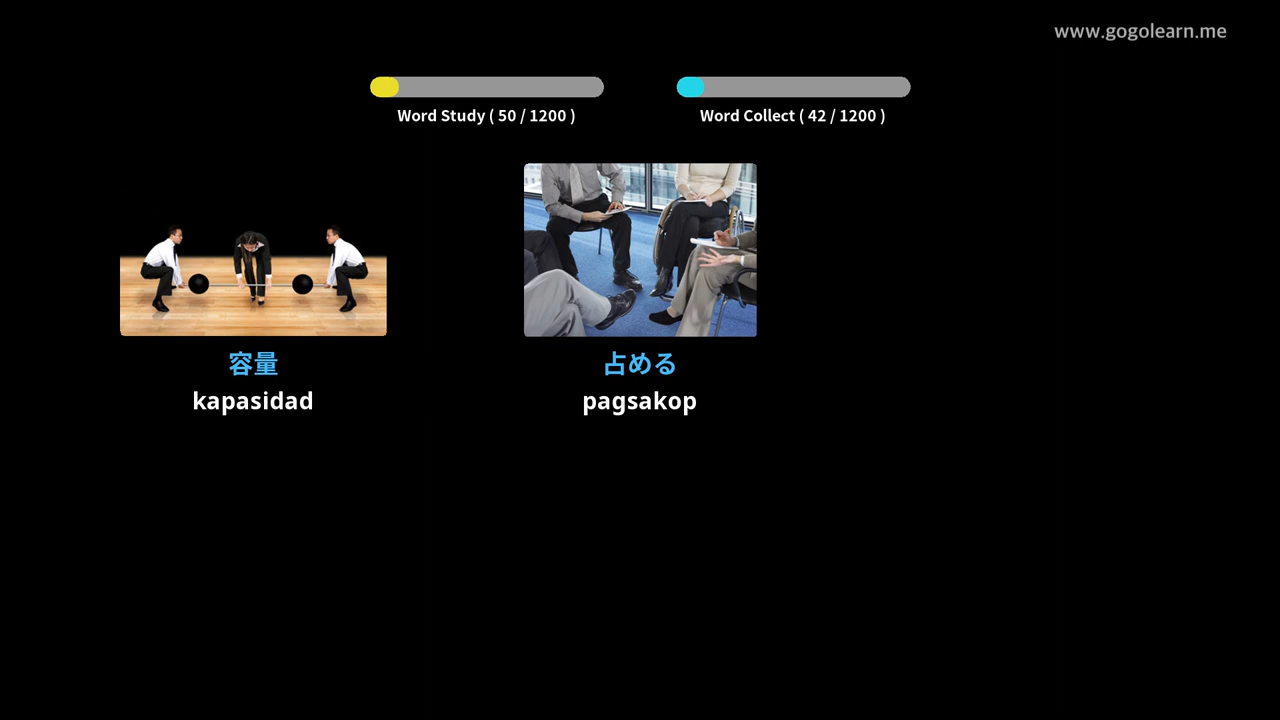 www.gogolearn.me
Word Study ( 50 / 1200 )
Word Collect ( 42 / 1200 )
容量
kapasidad
占める
pagsakop